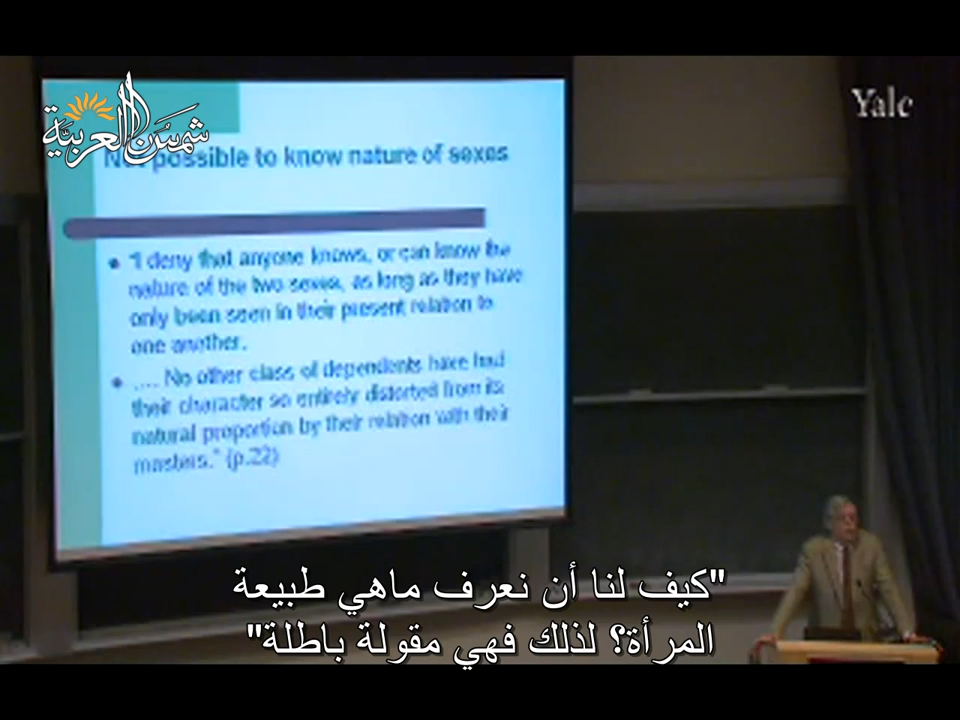 شمس العربية
Yale
Not possible to know nature of sexes
"I deny that anyone knows, or can know the
nature of the two sexes, as long as they have
only been seen in their present relation to
one another.
.... No other class of dependents have had
their character so entirely distorted from its
natural proportion by their relation with their
masters." (p.22)
"كيف لنا أن نعرف ماهي طبيعة
المرأة؟ لذلك فهي مقولة باطلة"